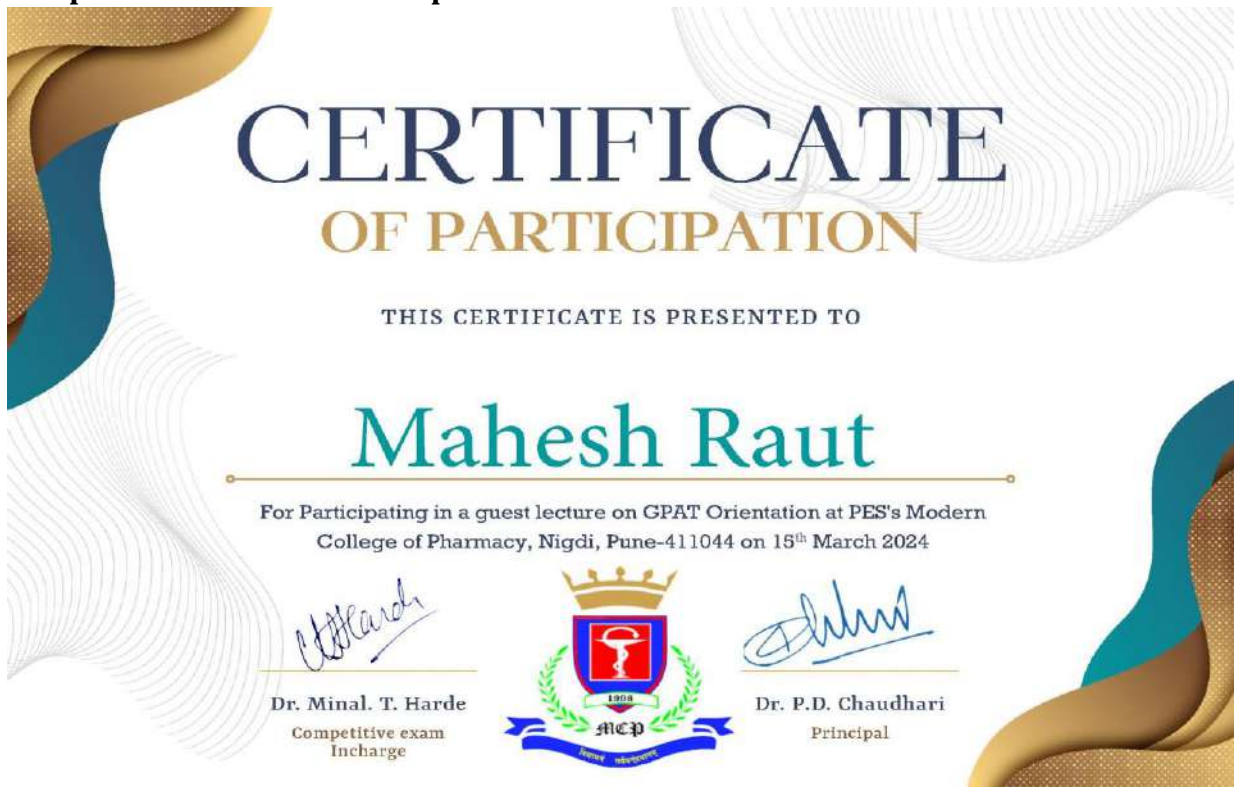 CERTIFICATE
OF PARTICIPATION
THIS CERTIFICATE IS PRESENTED TO
Mahesh Raut
For Participating in a guest lecture on GPAT Orientation at PES's Modern
College of Pharmacy, Nigdi, Pune-411044 on 15th March 2024
Dr. Minal. T. Harde
Competitive exam
Incharge
1998
MCP
Dr. P.D. Chaudhari
Principal